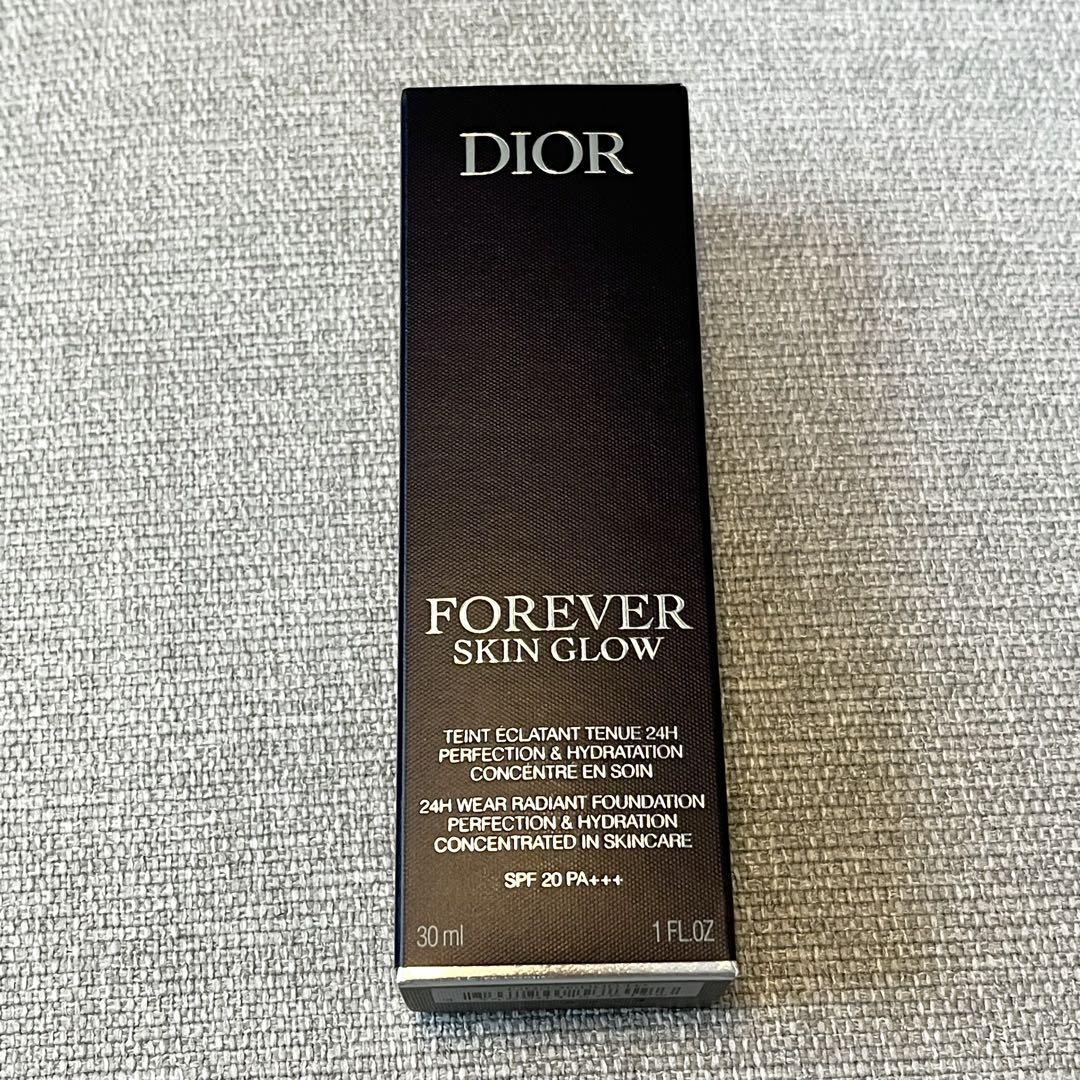 DIOR
FOREVER
SKIN GLOW
TEINT ÉCLATANT TENUE 24H
PERFECTION & HYDRATATION
CONCENTRÉ EN SOIN
24H WEAR RADIANT FOUNDATION
PERFECTION & HYDRATION
CONCENTRATED IN SKINCARE
SPF 20 PA+++
30 ml 1 FL.OZ